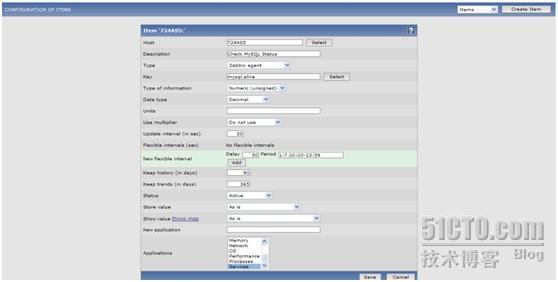 CONFIGURATION OF ITEMS
Items
Create Item
Item '724AS5:'
Host 724AS5 Select
Description Check MySQL Status
Type Zabbix agent
Key mysql.alive Select
Type of information Numeric (unsigned)
Data type Decimal
Units
Use multiplier Do not use
Update interval (in sec) 30
Flexible intervals (sec) No flexible intervals
New flexible interval Delay 50 Period 1-7,00:00-23:59
Add
Keep history (in days) 90
Keep trends (in days) 365
Status Active
Store value As is
Show value throw map As is
New application
Applications
Memory
Network
OS
Performance
Processes
Services
Save Cancel
51CTO.com
技术博客 Blog